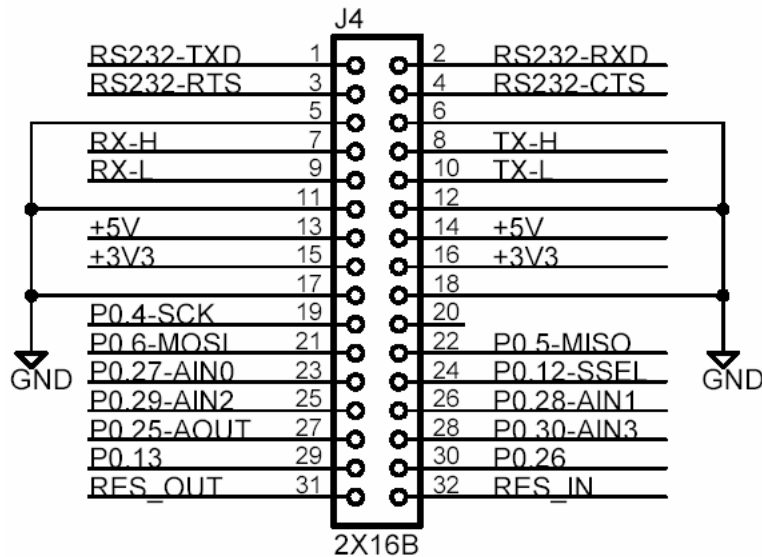 J4
RS232-TXD 1 2 RS232-RXD
RS232-RTS 3 4 RS232-CTS
5 6
RX-H 7 8 TX-H
RX-L 9 10 TX-L
11 12
+5V 13 14 +5V
+3V3 15 16 +3V3
17 18
P0.4-SCK 19 20
P0.6-MOSI 21 22 P0.5-MISO
P0.27-AIN0 23 24 P0.12-SSEL
P0.29-AIN2 25 26 P0.28-AIN1
P0.25-AOUT 27 28 P0.30-AIN3
P0.13 29 30 P0.26
RES_OUT 31 32 RES_IN
GND GND
2X16B